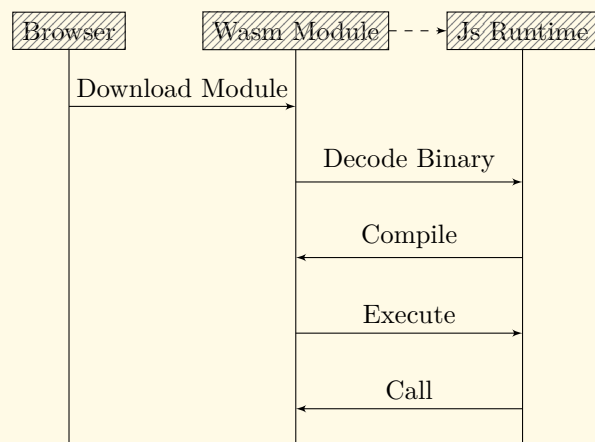 Browser
Wasm Module
Js Runtime
Download Module
Decode Binary
Compile
Execute
Call